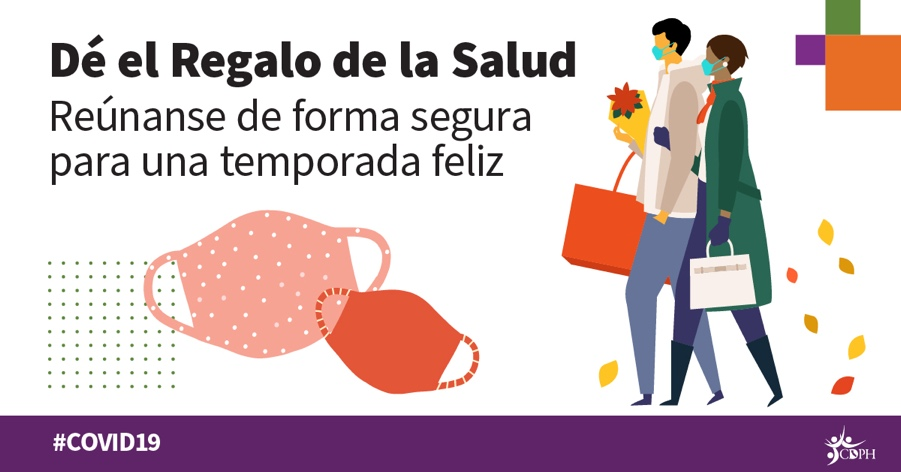 Dé el Regalo de la Salud
Reúnanse de forma segura
para una temporada feliz
#COVID19
CDPH